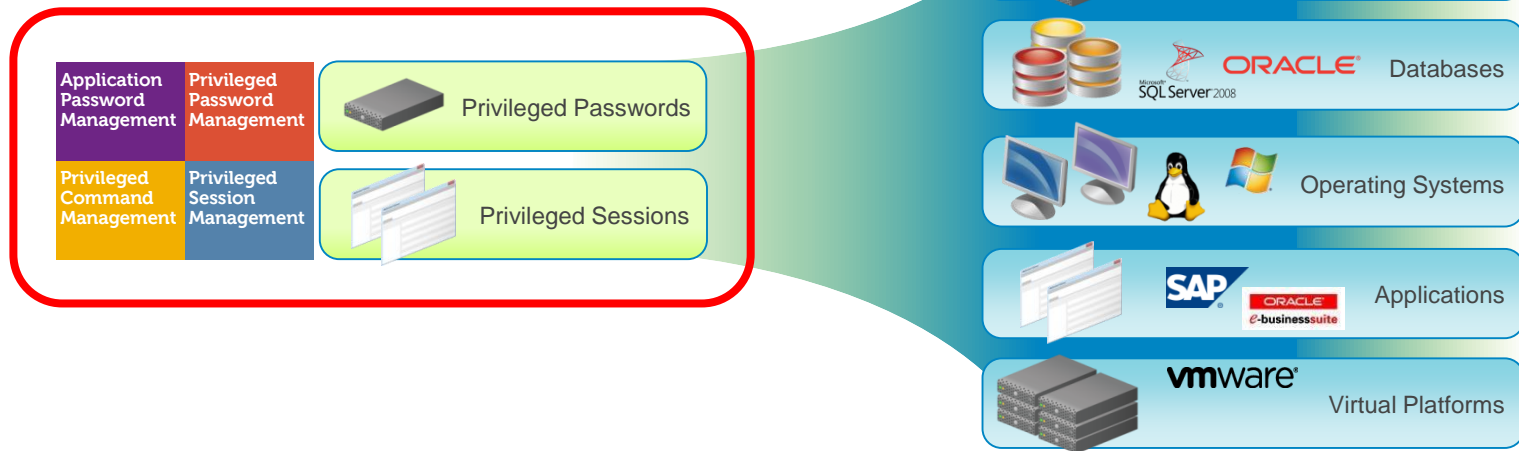 Application
Password
Management
Privileged
Password
Management
Privileged
Command
Management
Privileged
Session
Management
Privileged Passwords
Privileged Sessions
Microsoft®
SQL Server 2008
ORACLE®
Databases
Operating Systems
SAP®
ORACLE®
e-businesssuite
Applications
vmware®
Virtual Platforms